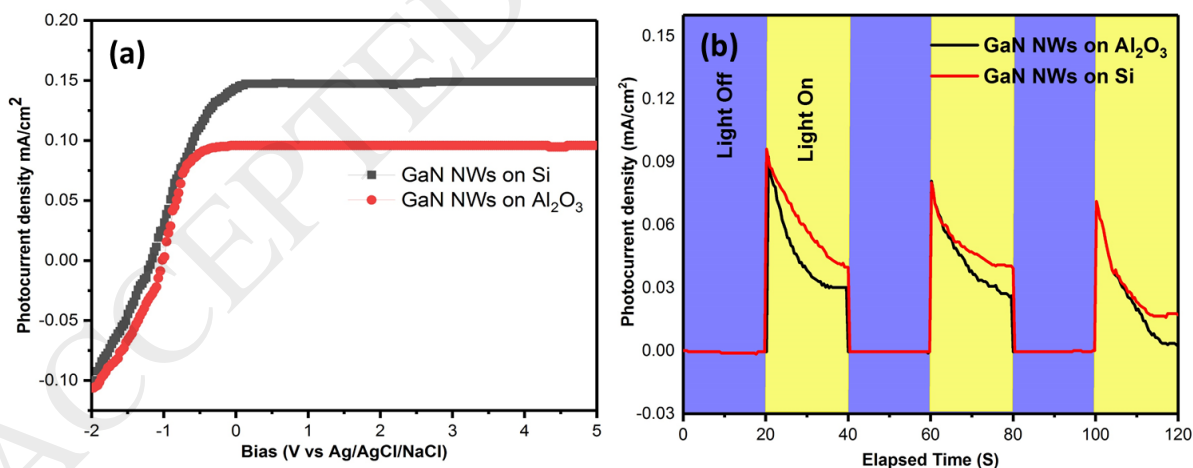 (a)
0.20
0.15
0.10
0.05
0.00
-0.05
-0.10
Photocurrent density mA/cm²
GaN NWs on Si
GaN NWs on Al₂O₃
-2 -1 0 1 2 3 4 5
Bias (V vs Ag/AgCl/NaCl)
(b)
0.15
0.12
0.09
0.06
0.03
0.00
-0.03
Photocurrent density (mA/cm²)
GaN NWs on Al₂O₃
GaN NWs on Si
Light Off
Light On
0 20 40 60 80 100 120
Elapsed Time (S)
ACCEPTED